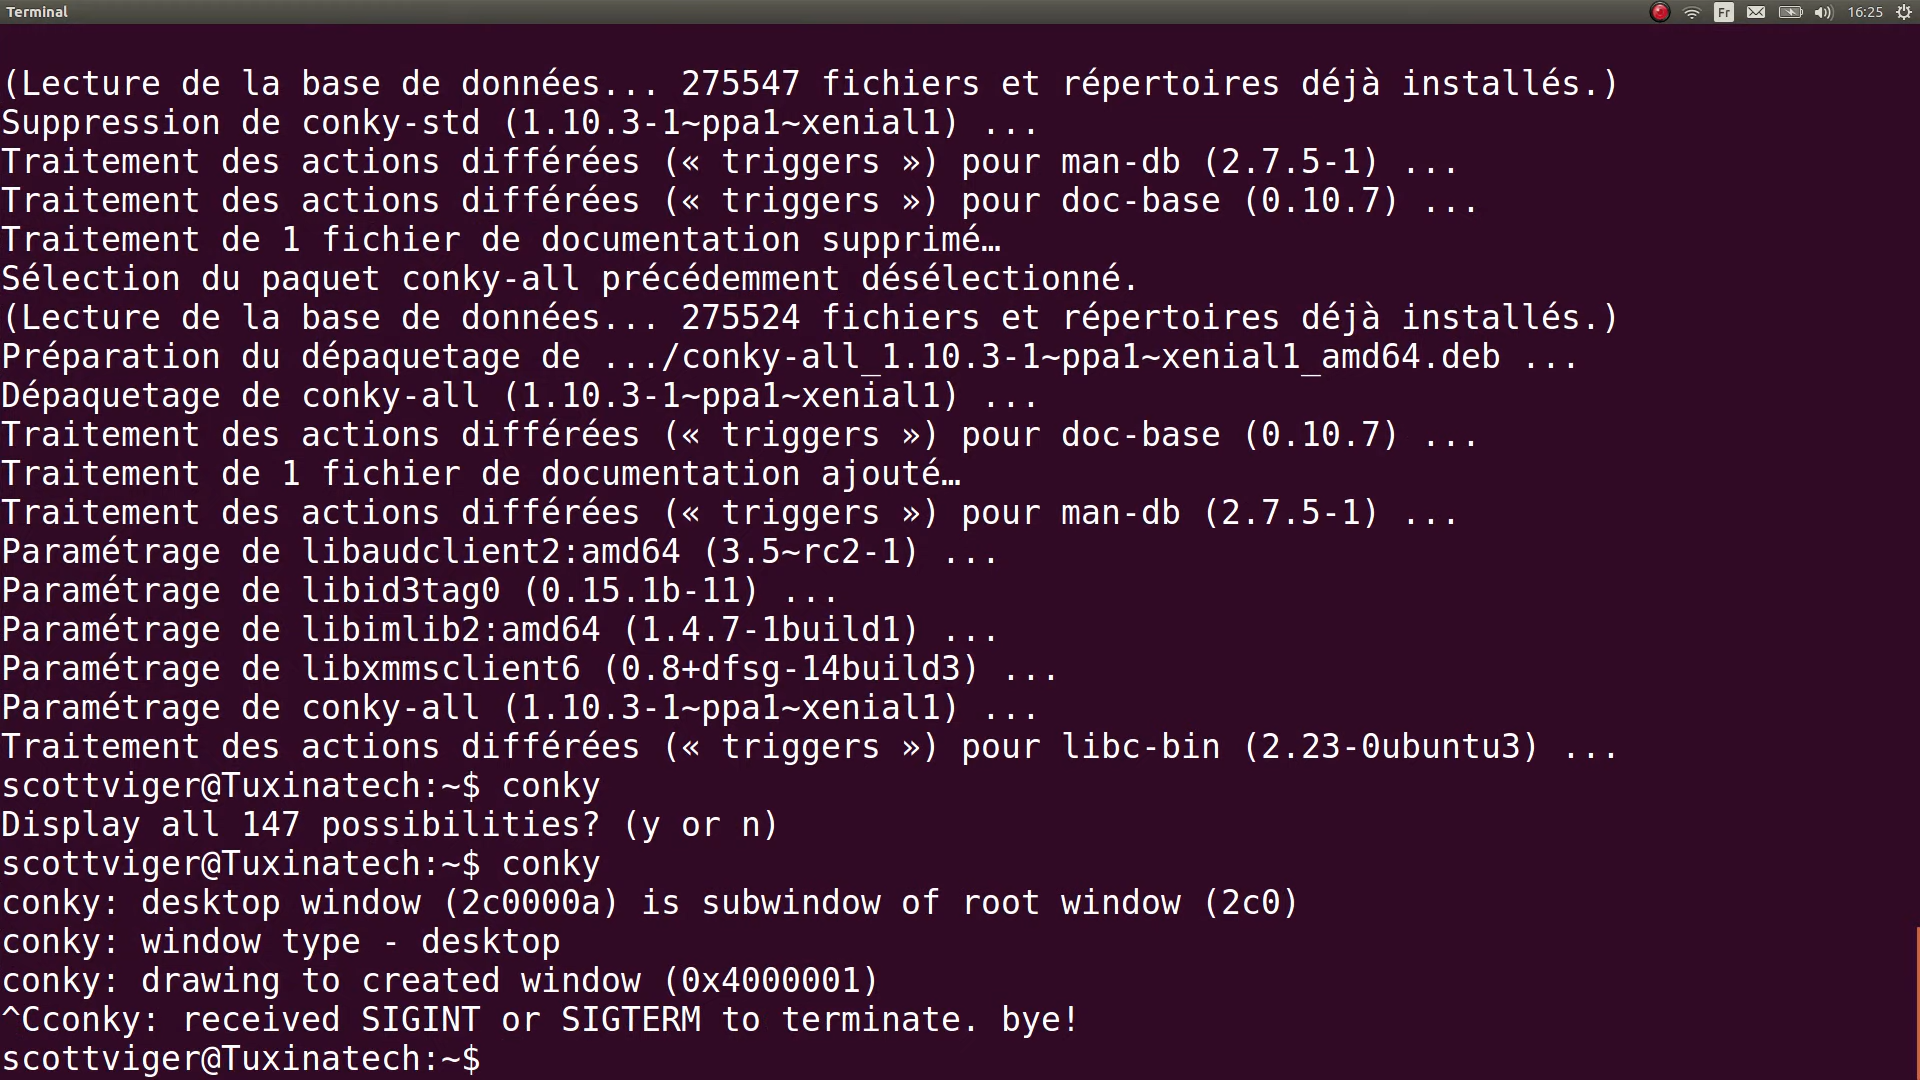 Terminal
Fr
16:25
(Lecture de la base de données... 275547 fichiers et répertoires déjà installés.)
Suppression de conky-std (1.10.3-1~ppa1~xenial1) ...
Traitement des actions différées (« triggers ») pour man-db (2.7.5-1) ...
Traitement des actions différées (« triggers ») pour doc-base (0.10.7) ...
Traitement de 1 fichier de documentation supprimé…
Sélection du paquet conky-all précédemment désélectionné.
(Lecture de la base de données... 275524 fichiers et répertoires déjà installés.)
Préparation du dépaquetage de .../conky-all_1.10.3-1~ppa1~xenial1_amd64.deb ...
Dépaquetage de conky-all (1.10.3-1~ppa1~xenial1) ...
Traitement des actions différées (« triggers ») pour doc-base (0.10.7) ...
Traitement de 1 fichier de documentation ajouté…
Traitement des actions différées (« triggers ») pour man-db (2.7.5-1) ...
Paramétrage de libaudclient2:amd64 (3.5~rc2-1) ...
Paramétrage de libid3tag0 (0.15.1b-11) ...
Paramétrage de libimlib2:amd64 (1.4.7-1build1) ...
Paramétrage de libxmmsclient6 (0.8+dfsg-14build3) ...
Paramétrage de conky-all (1.10.3-1~ppa1~xenial1) ...
Traitement des actions différées (« triggers ») pour libc-bin (2.23-0ubuntu3) ...
scottviger@Tuxinatech:~$ conky
Display all 147 possibilities? (y or n)
scottviger@Tuxinatech:~$ conky
conky: desktop window (2c0000a) is subwindow of root window (2c0)
conky: window type - desktop
conky: drawing to created window (0x4000001)
^Cconky: received SIGINT or SIGTERM to terminate. bye!
scottviger@Tuxinatech:~$